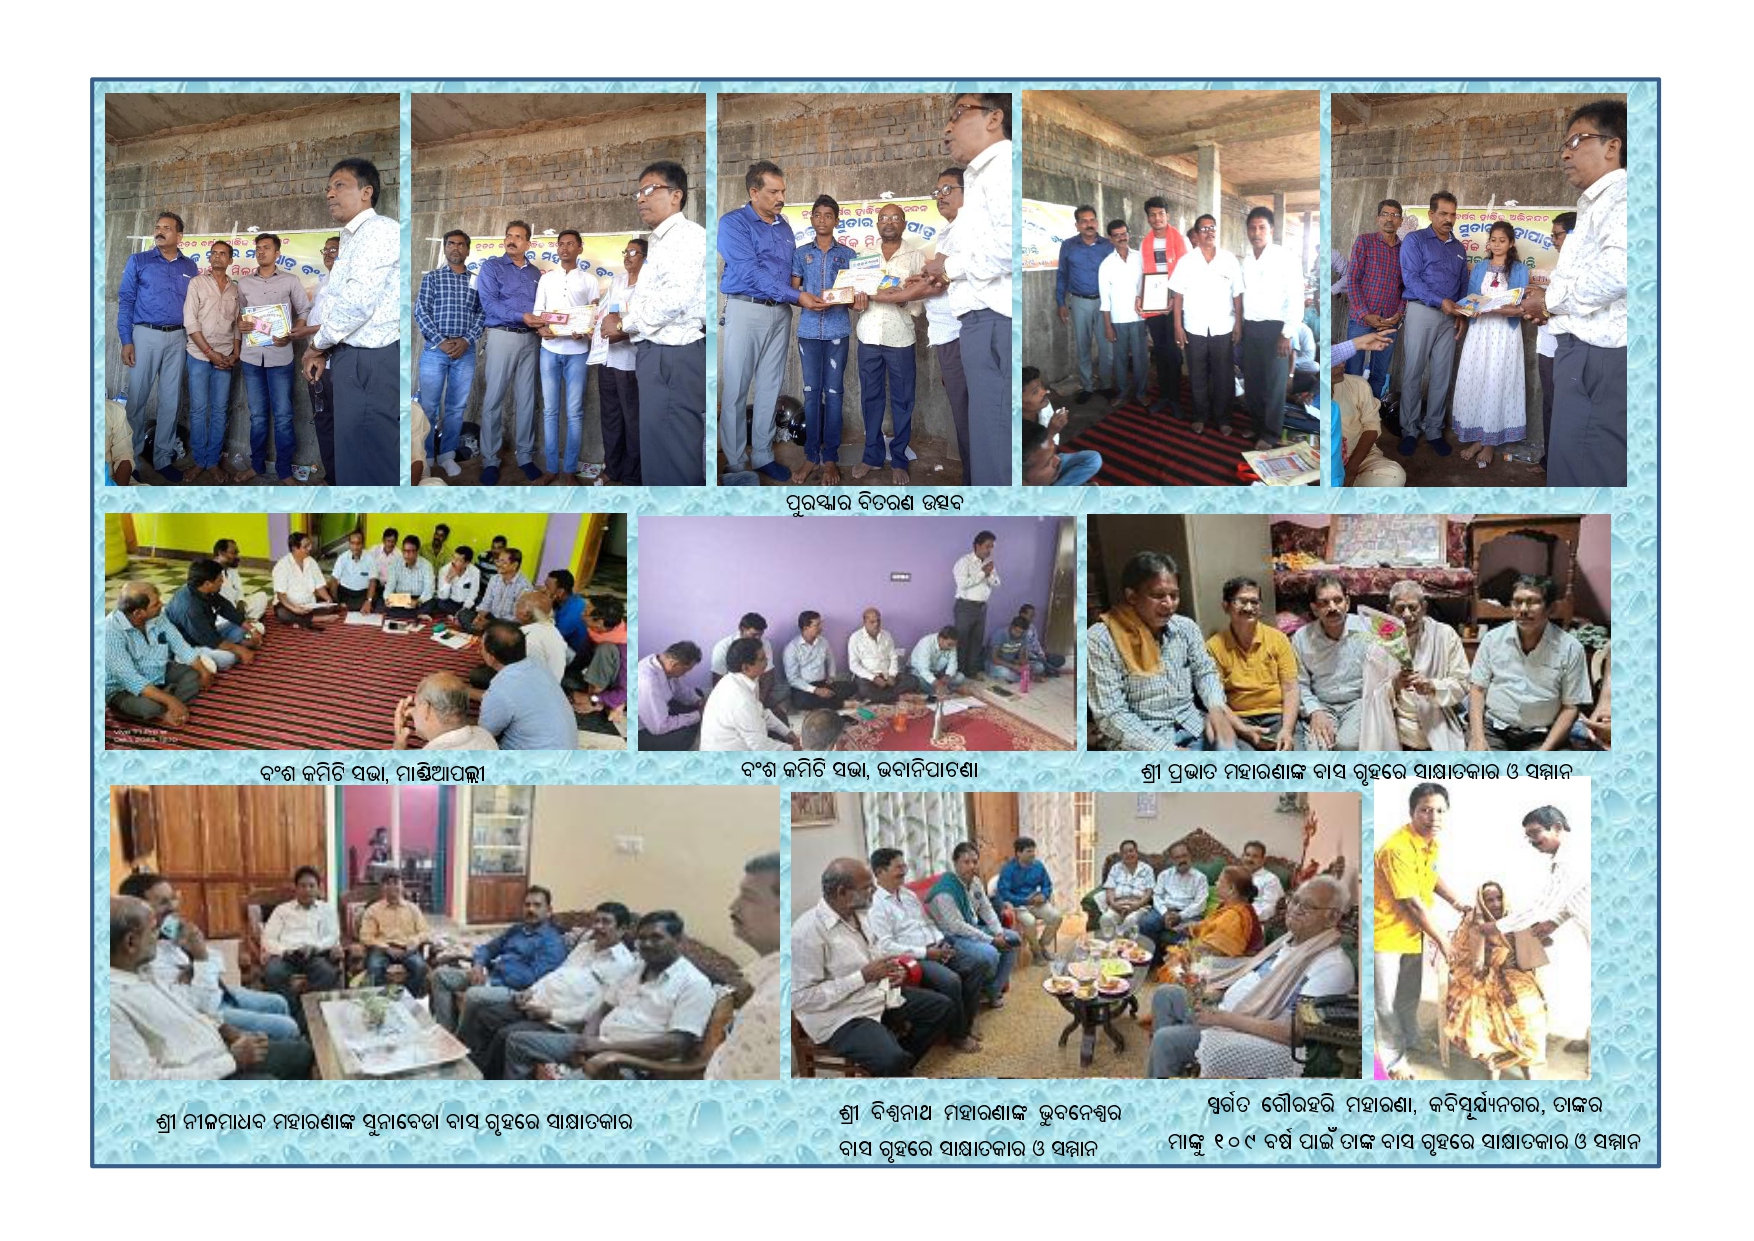 ପୁରସ୍କାର ବିତରଣ ଉତ୍ସବ
ବଂଶ କମିଟି ସଭା, ମାଣ୍ଡିଆପଲ୍ଲୀ
ବଂଶ କମିଟି ସଭା, ଭବାନିପାଟଣା
ଶ୍ରୀ ପ୍ରଭାତ ମହାରଣାଙ୍କ ବାସ ଗୃହରେ ସାକ୍ଷାତକାର ଓ ସମ୍ମାନ
ଶ୍ରୀ ନୀଳମାଧବ ମହାରଣାଙ୍କ ସୁନାବେଡା ବାସ ଗୃହରେ ସାକ୍ଷାତକାର
ଶ୍ରୀ ବିଶ୍ୱନାଥ ମହାରଣାଙ୍କ ଭୁବନେଶ୍ୱର
ବାସ ଗୃହରେ ସାକ୍ଷାତକାର ଓ ସମ୍ମାନ
ସ୍ୱର୍ଗତ ଗୌରହରି ମହାରଣା, କବିସୂର୍ଯ୍ୟନଗର, ତାଙ୍କର
ମାଙ୍କୁ ୧୦୯ ବର୍ଷ ପାଇଁ ତାଙ୍କ ବାସ ଗୃହରେ ସାକ୍ଷାତକାର ଓ ସମ୍ମାନ